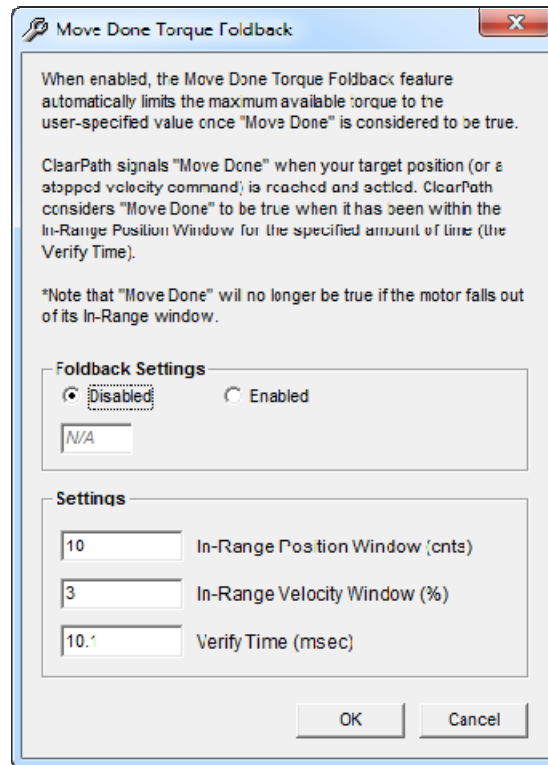 Move Done Torque Foldback
When enabled, the Move Done Torque Foldback feature
automatically limits the maximum available torque to the
user-specified value once "Move Done" is considered to be true.
ClearPath signals "Move Done" when your target position (or a
stopped velocity command) is reached and settled. ClearPath
considers "Move Done" to be true when it has been within the
In-Range Position Window for the specified amount of time (the
Verify Time).
*Note that "Move Done" will no longer be true if the motor falls out
of its In-Range window.
Foldback Settings
Disabled Enabled
N/A
Settings
10 In-Range Position Window (cnts)
3 In-Range Velocity Window (%)
10.1 Verify Time (msec)
OK Cancel